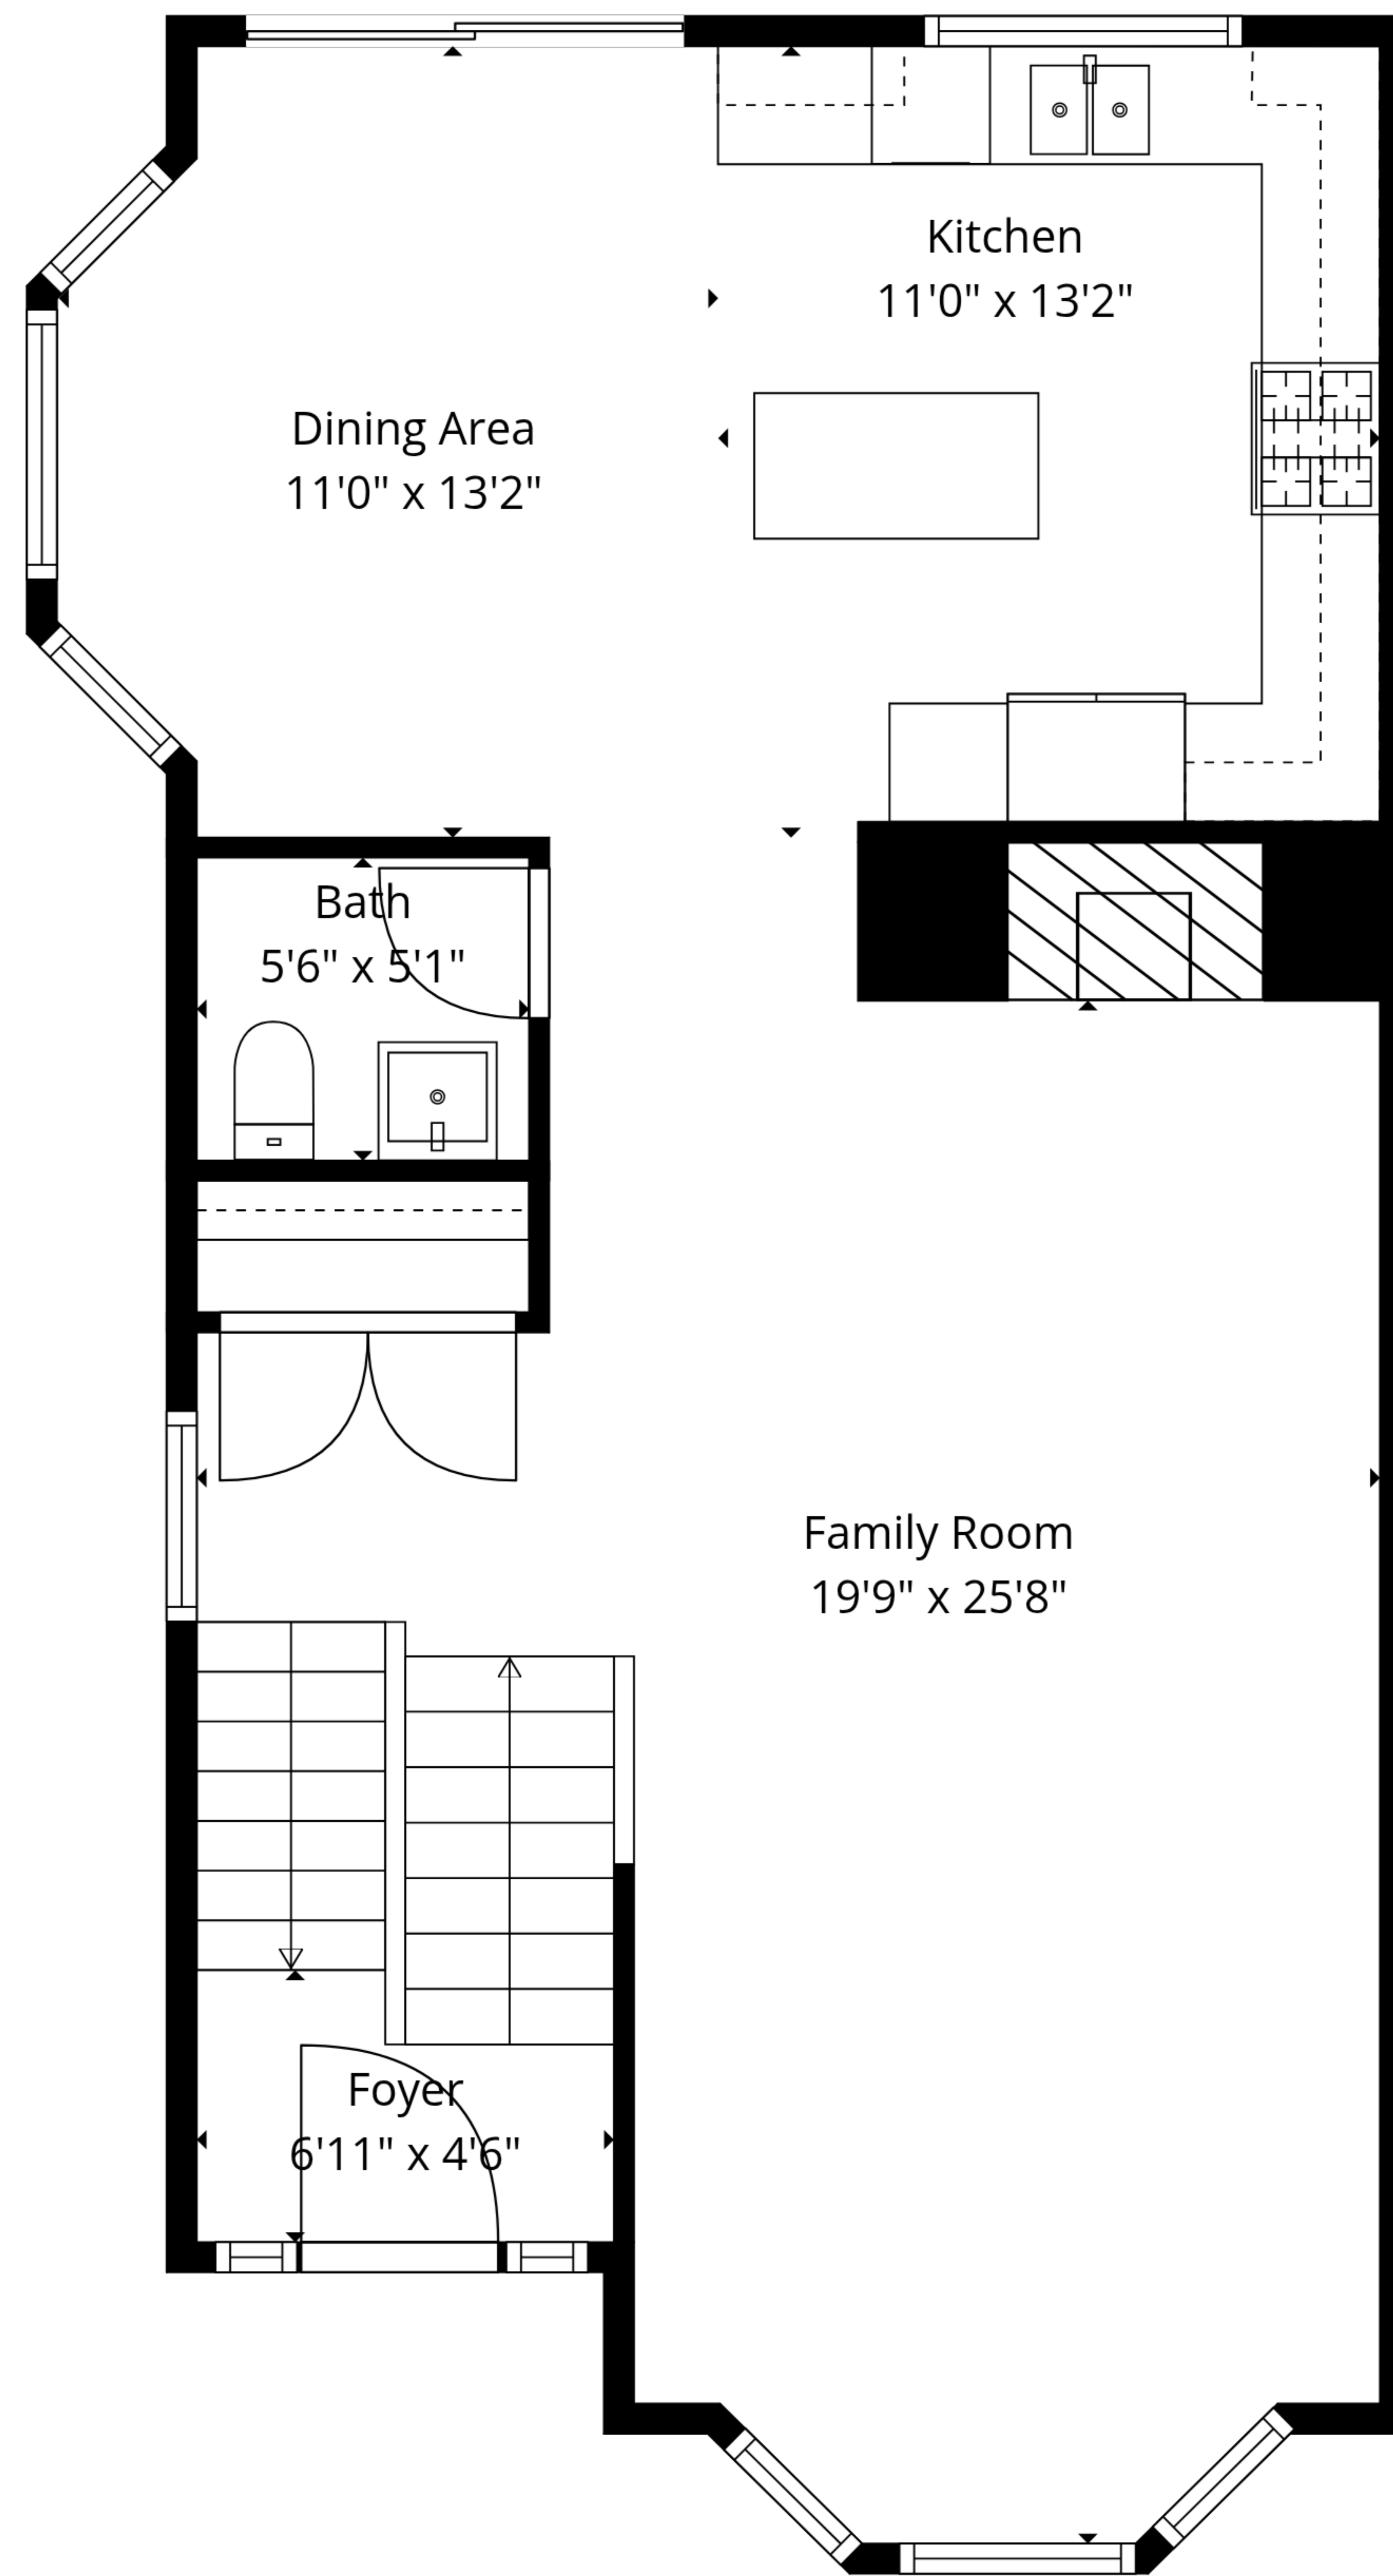 Kitchen
11'0" x 13'2"
Dining Area
11'0" x 13'2"
Bath
5'6" x 5'1"
Family Room
19'9" x 25'8"
Foyer
6'11" x 4'6"